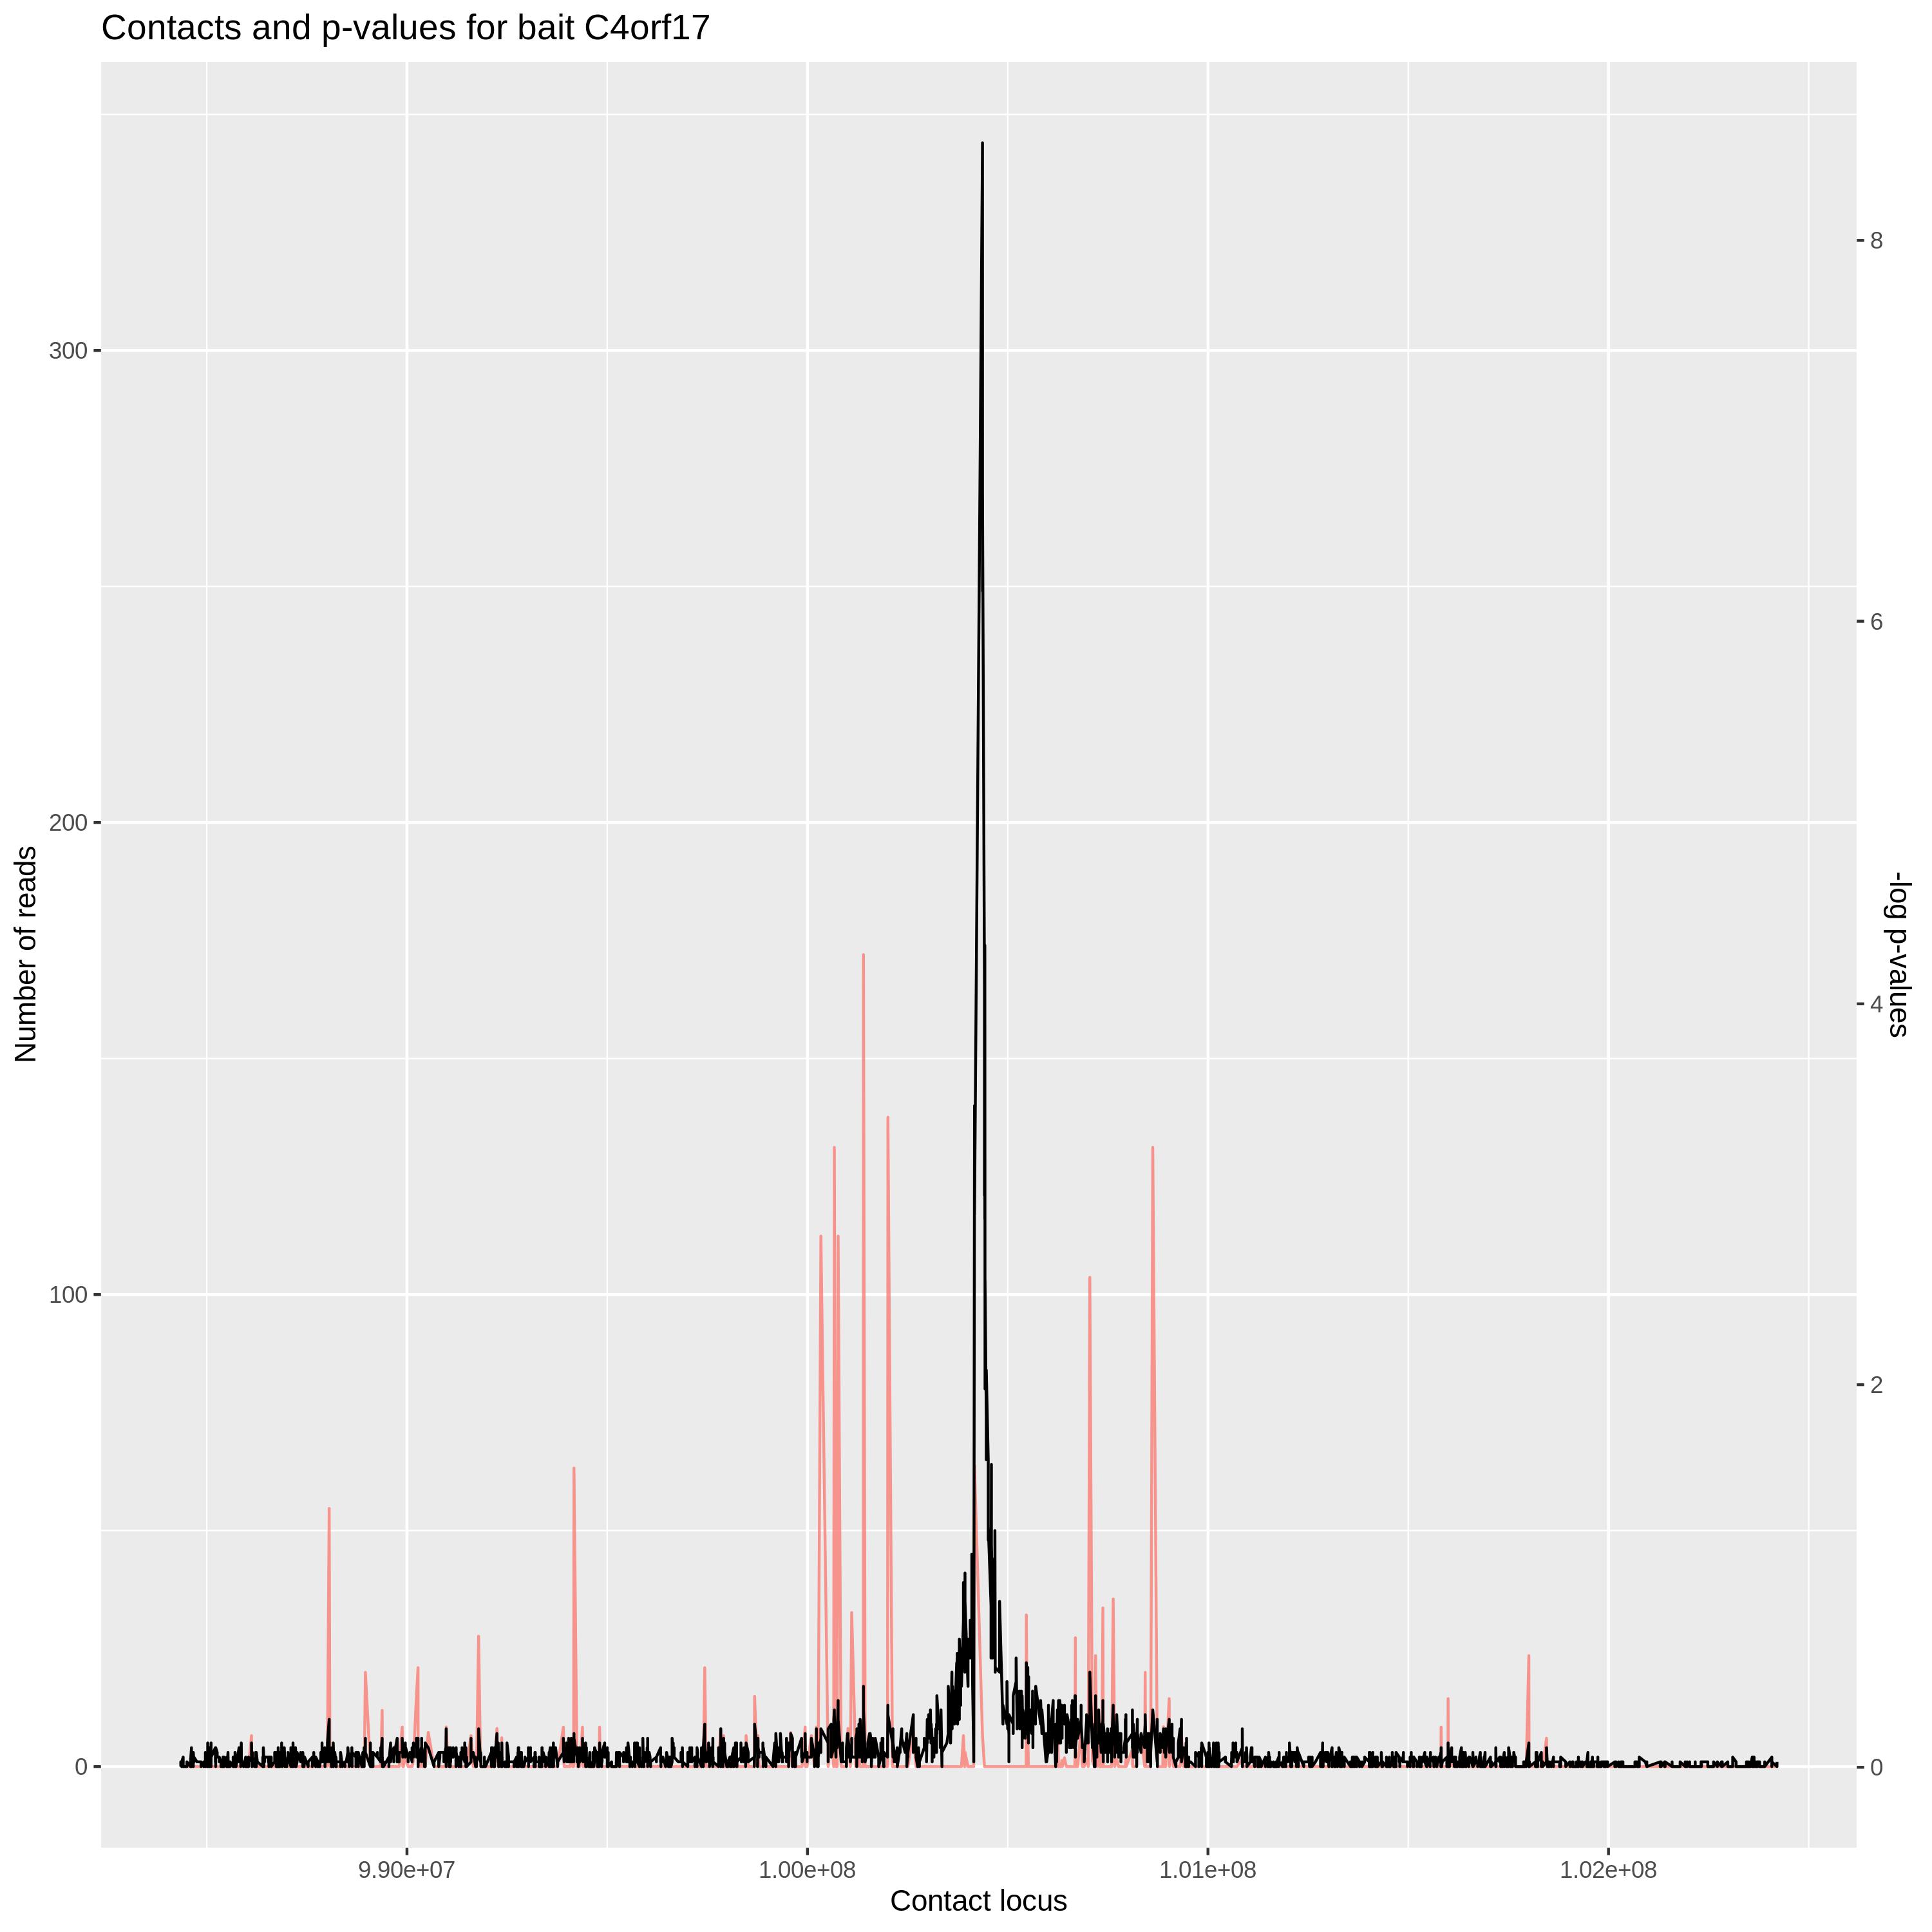 Contacts and p-values for bait C4orf17
Number of reads
300
200
100
0
8
6
4
2
0
-log p-values
9.90e+07
1.00e+08
1.01e+08
1.02e+08
Contact locus